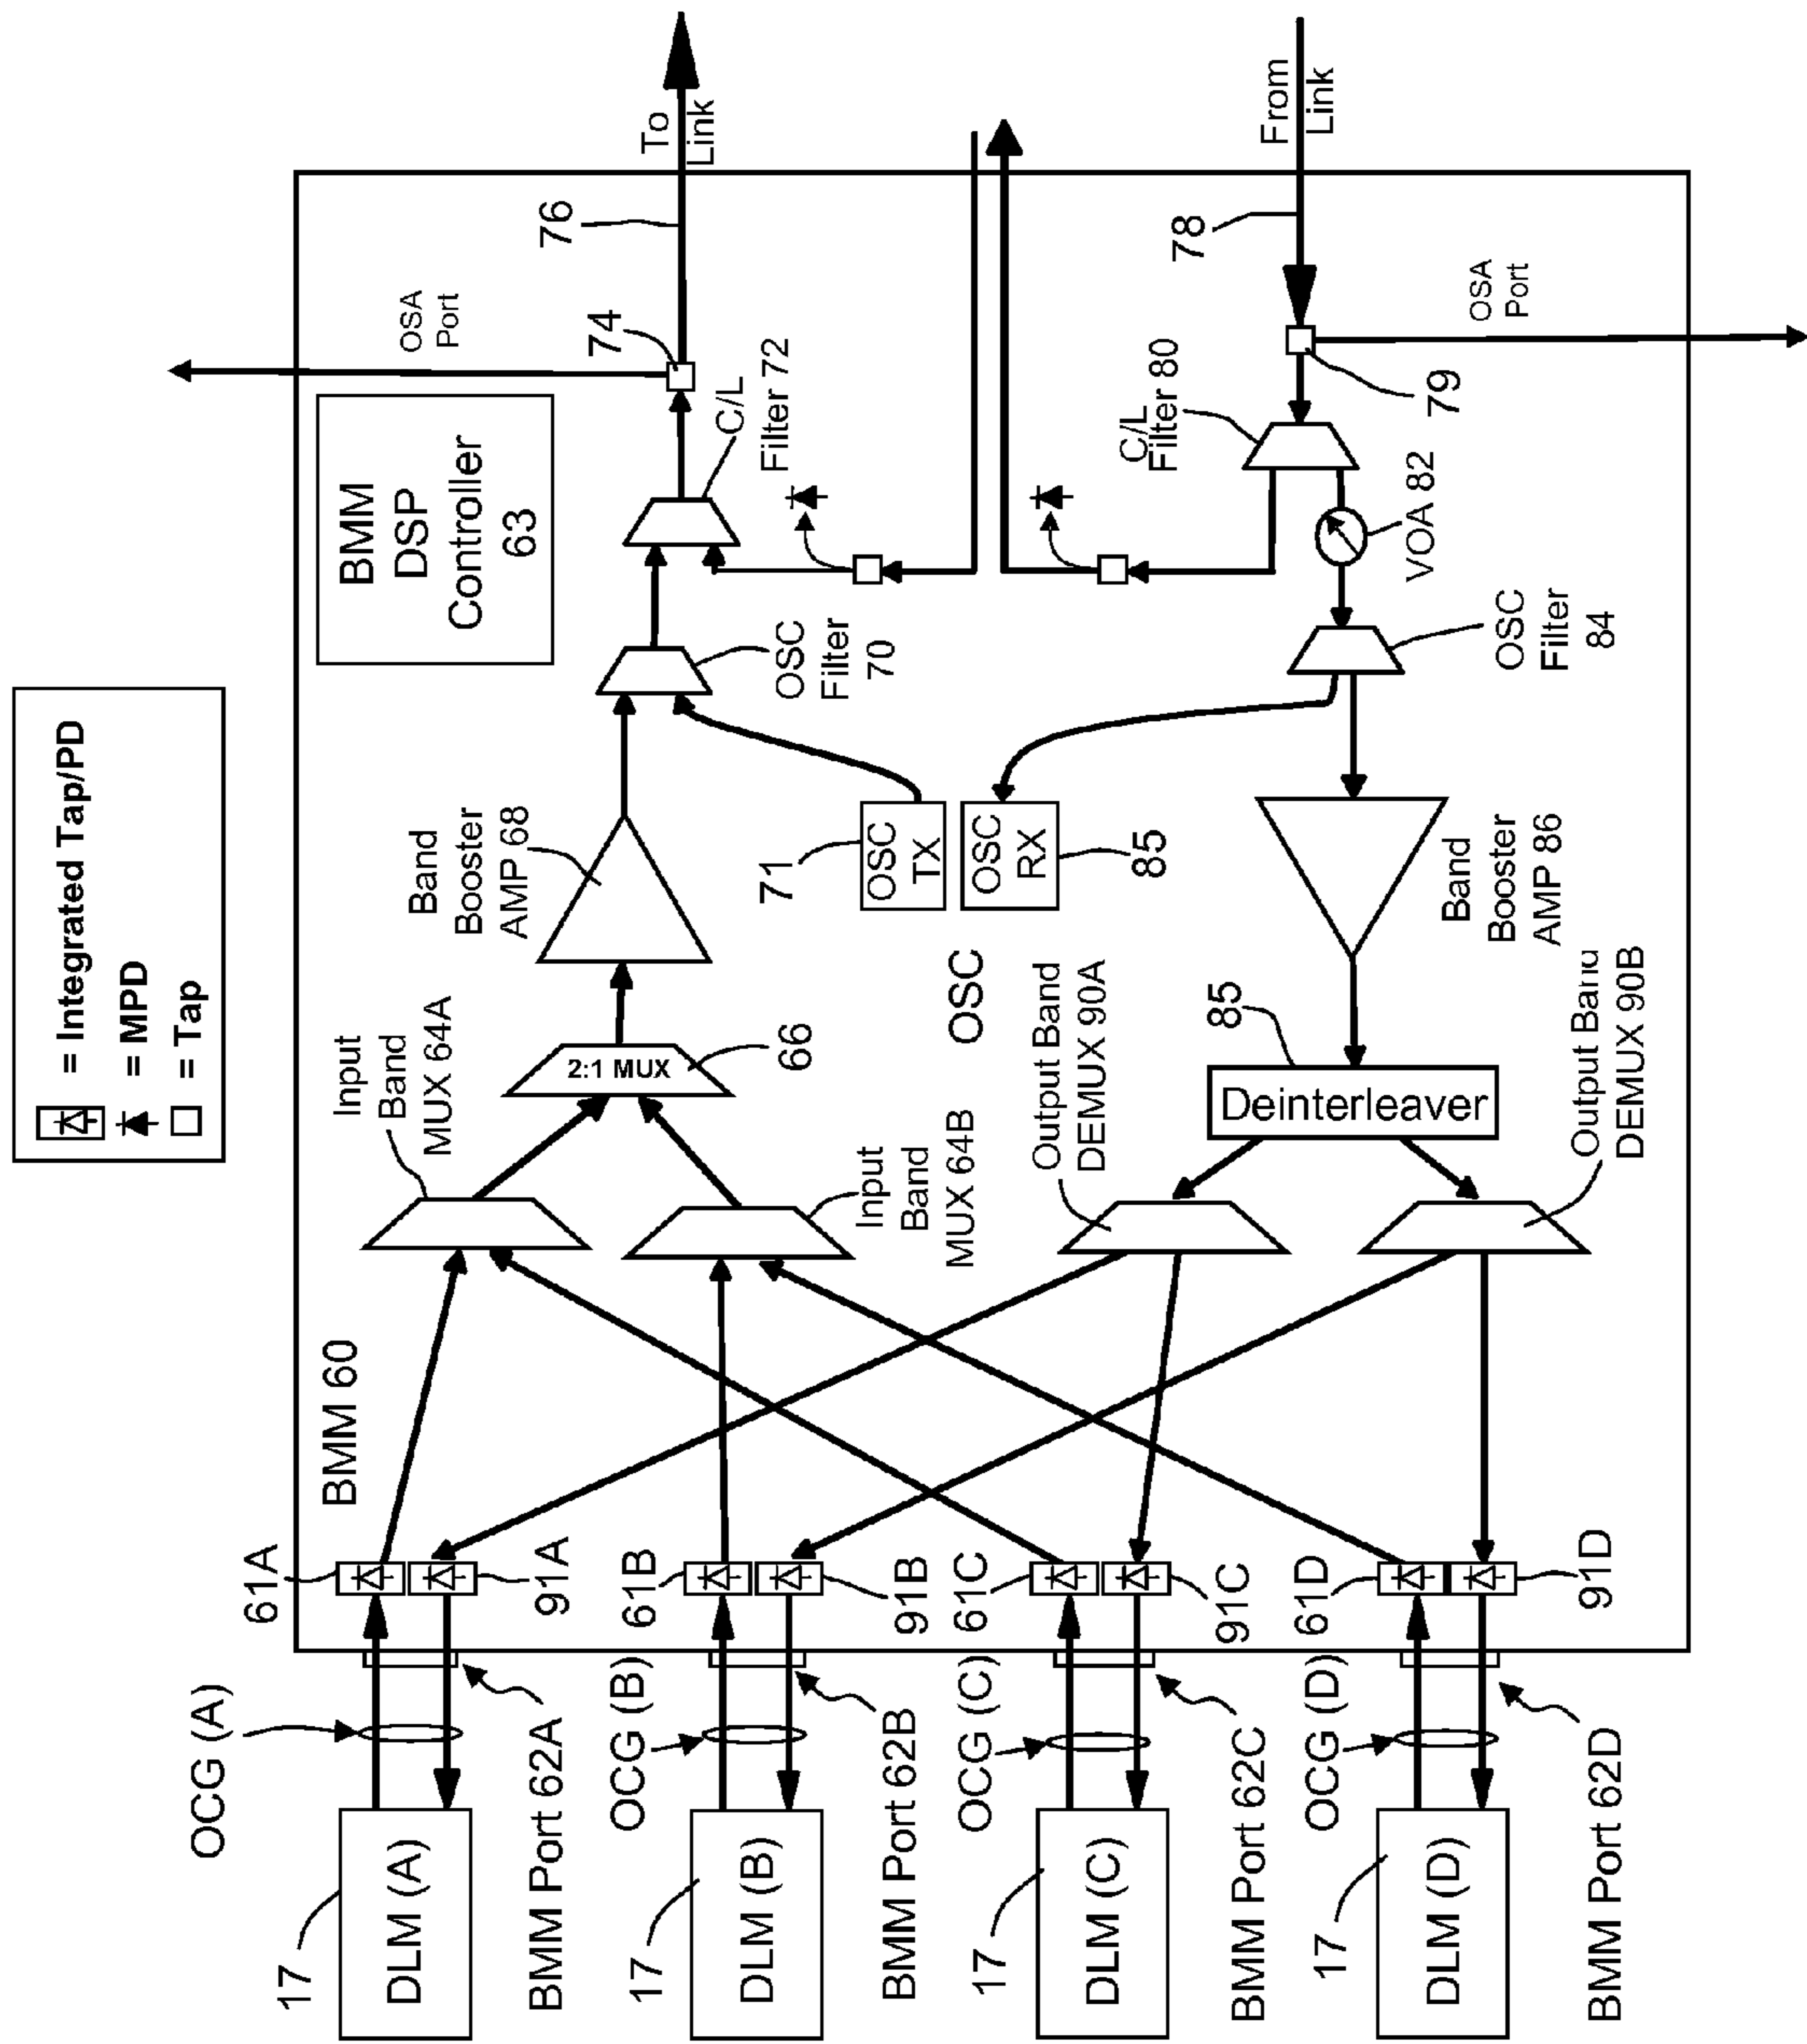 = Integrated Tap/PD
= MPD
= Tap
BMM 60
BMM
DSP
Controller
63
OSA
Port
To
Link
76
74
C/L
Filter 72
OSC
Filter
70
Band
Booster
AMP 68
2:1 MUX
66
Input
Band
MUX 64A
Input
Band
MUX 64B
71
OSC
TX
OSC
RX
85
OSC
From
Link
78
79
OSA
Port
C/L
Filter 80
VOA 82
OSC
Filter
84
Band
Booster
AMP 86
85
Deinterleaver
Output Band
DEMUX 90A
Output Band
DEMUX 90B
61A
91A
61B
91B
61C
91C
61D
91D
OCG (A)
BMM Port 62A
17
DLM (A)
OCG (B)
BMM Port 62B
17
DLM (B)
OCG (C)
BMM Port 62C
17
DLM (C)
OCG (D)
BMM Port 62D
17
DLM (D)